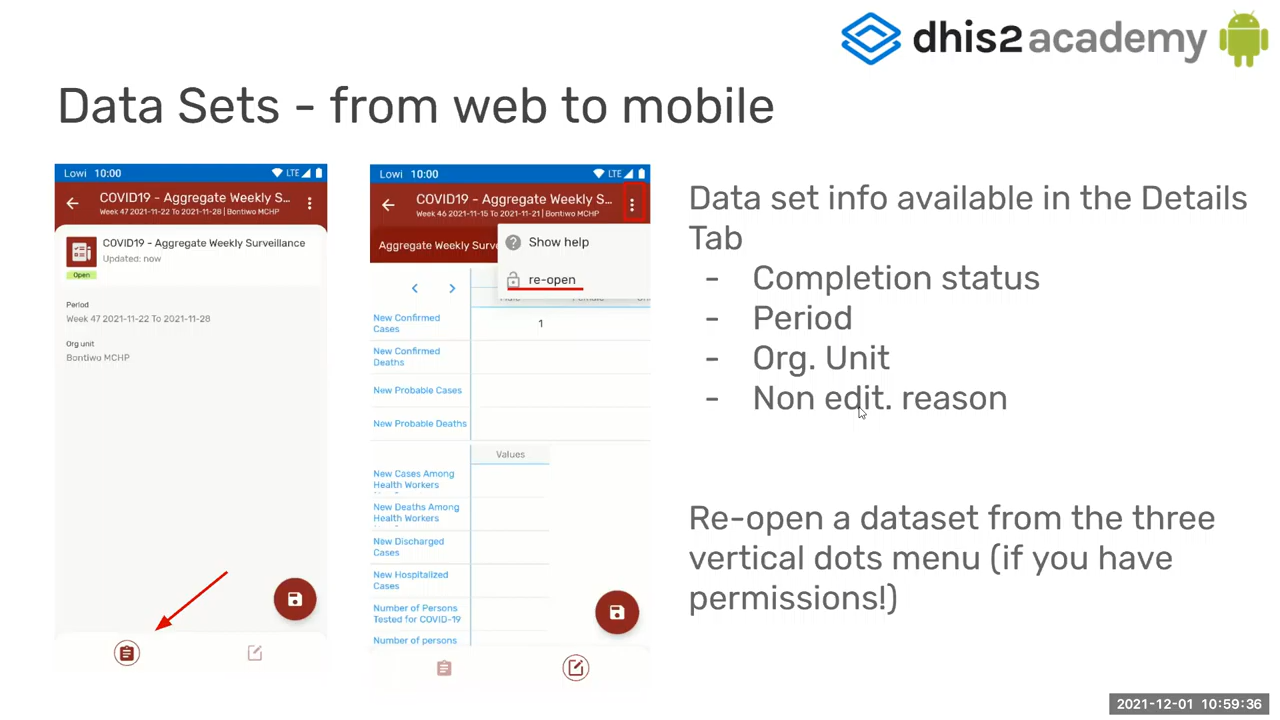 dhis2 academy
Data Sets - from web to mobile
Lowi 10:00 LTE
COVID19 - Aggregate Weekly S...
Week 47 2021-11-22 To 2021-11-28 | Bontiwo MCHP
COVID19 - Aggregate Weekly Surveillance
Updated: now
Open
Period
Week 47 2021-11-22 To 2021-11-28
Org unit
Bontiwo MCHP
Lowi 10:00 LTE
COVID19 - Aggregate Weekly S...
Week 46 2021-11-15 To 2021-11-21 | Bontiwo MCHP
Aggregate Weekly Surve
Show help
re-open
New Confirmed
Cases
1
New Confirmed
Deaths
New Probable Cases
New Probable Deaths
Values
New Cases Among
Health Workers
New Deaths Among
Health Workers
New Discharged
Cases
New Hospitalized
Cases
Number of Persons
Tested for COVID-19
Number of persons
Data set info available in the Details
Tab
- Completion status
- Period
- Org. Unit
- Non edit. reason
Re-open a dataset from the three
vertical dots menu (if you have
permissions!)
2021-12-01 10:59:36